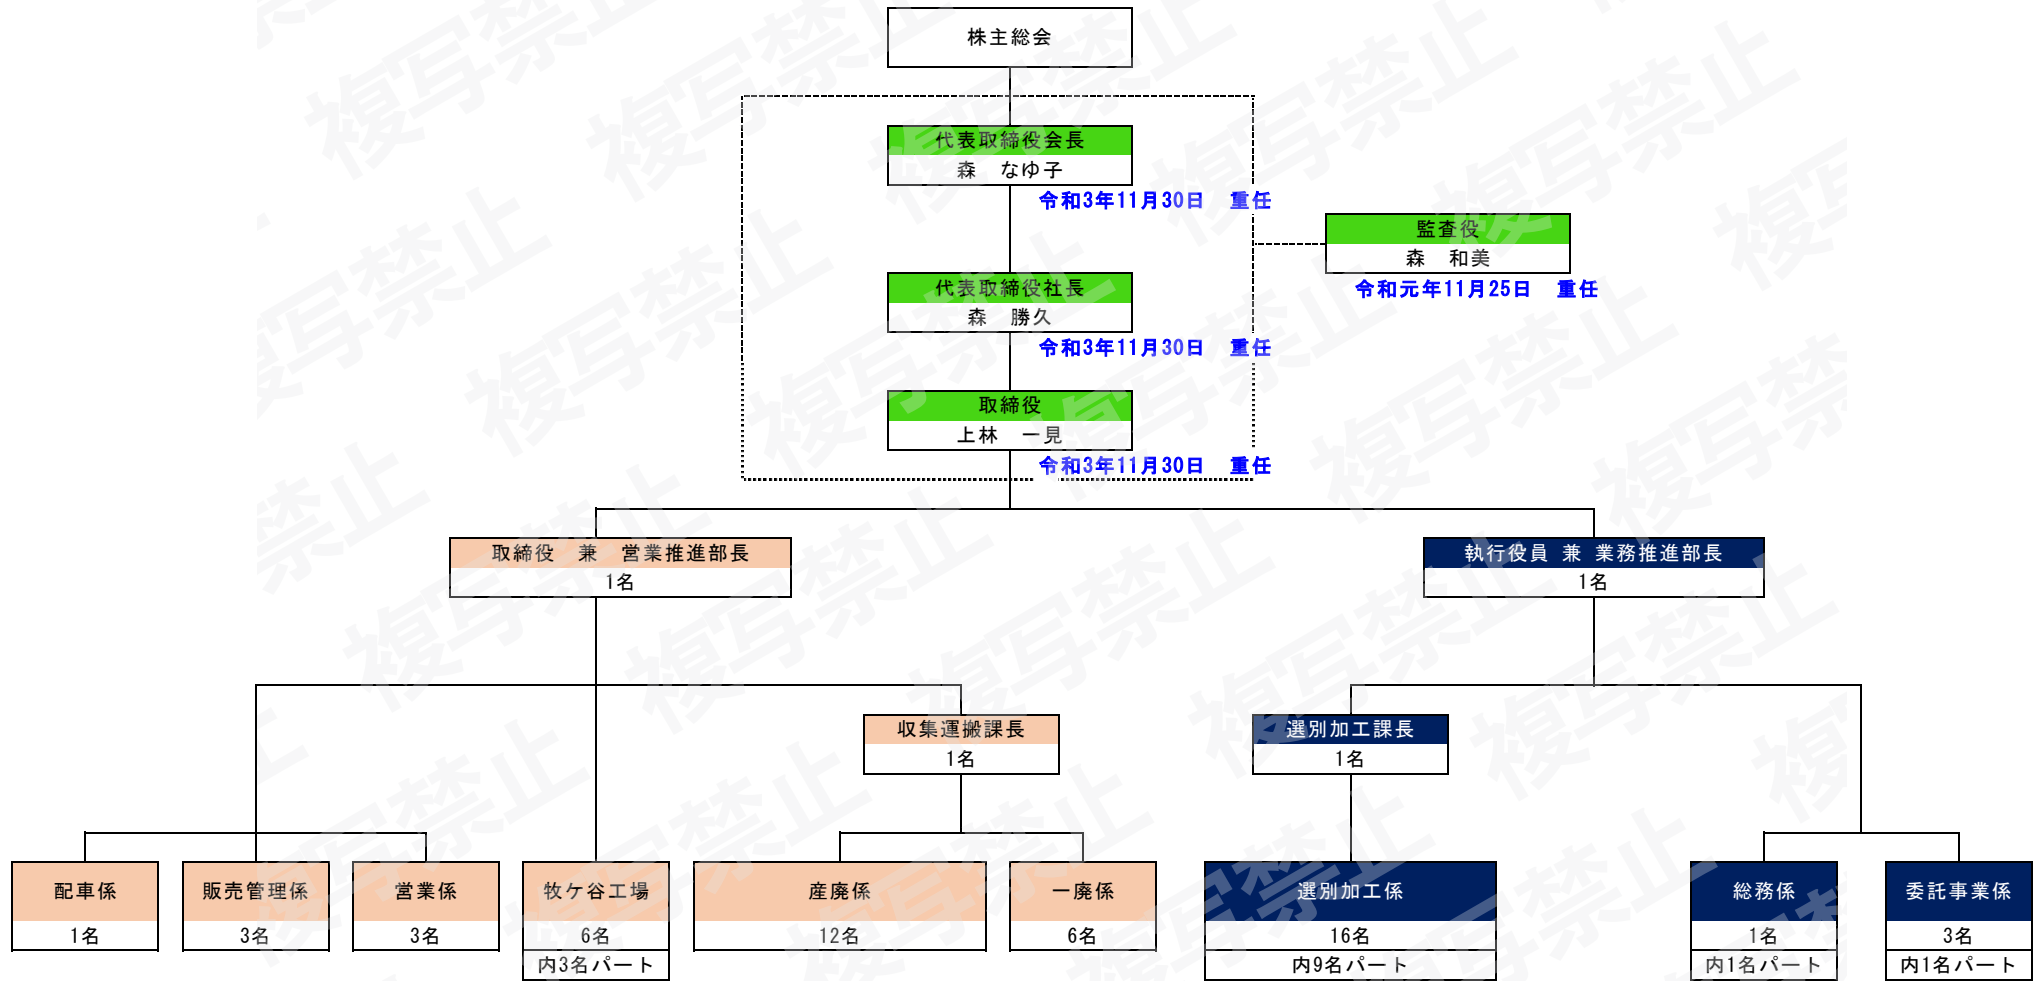 株主総会
代表取締役会長
森　なゆ子
令和3年11月30日　重任
監査役
森　和美
令和元年11月25日　重任
代表取締役社長
森　勝久
令和3年11月30日　重任
取締役
上林　一見
令和3年11月30日　重任
取締役　兼　営業推進部長
1名
執行役員 兼 業務推進部長
1名
収集運搬課長
1名
選別加工課長
1名
配車係
1名
販売管理係
3名
営業係
3名
牧ケ谷工場
6名
内3名パート
産廃係
12名
一廃係
6名
選別加工係
16名
内9名パート
総務係
1名
内1名パート
委託事業係
3名
内1名パート
複写禁止